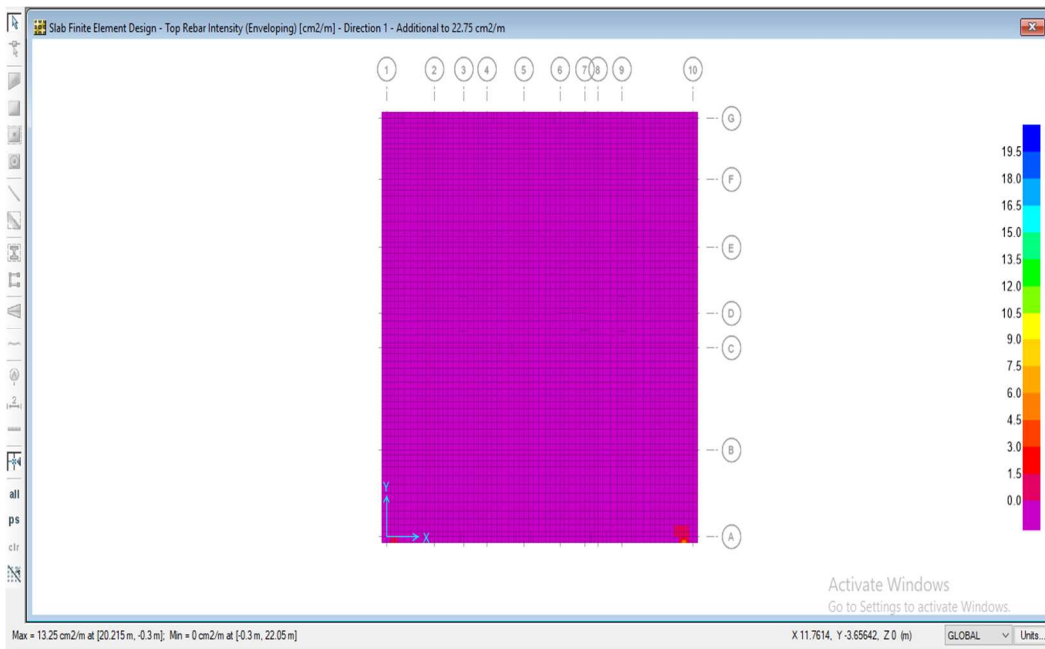 Slab Finite Element Design - Top Rebar Intensity (Enveloping) [cm2/m] - Direction 1 - Additional to 22.75 cm2/m
1 2 3 4 5 6 7 8 9 10
G
F
E
D
C
B
A
Y
X
19.5
18.0
16.5
15.0
13.5
12.0
10.5
9.0
7.5
6.0
4.5
3.0
1.5
0.0
2
all
ps
clr
Activate Windows
Go to Settings to activate Windows.
Max = 13.25 cm2/m at [20.215 m, -0.3 m]; Min = 0 cm2/m at [-0.3 m, 22.05 m]
X 11.7614, Y -3.65642, Z 0 (m)
GLOBAL
Units...